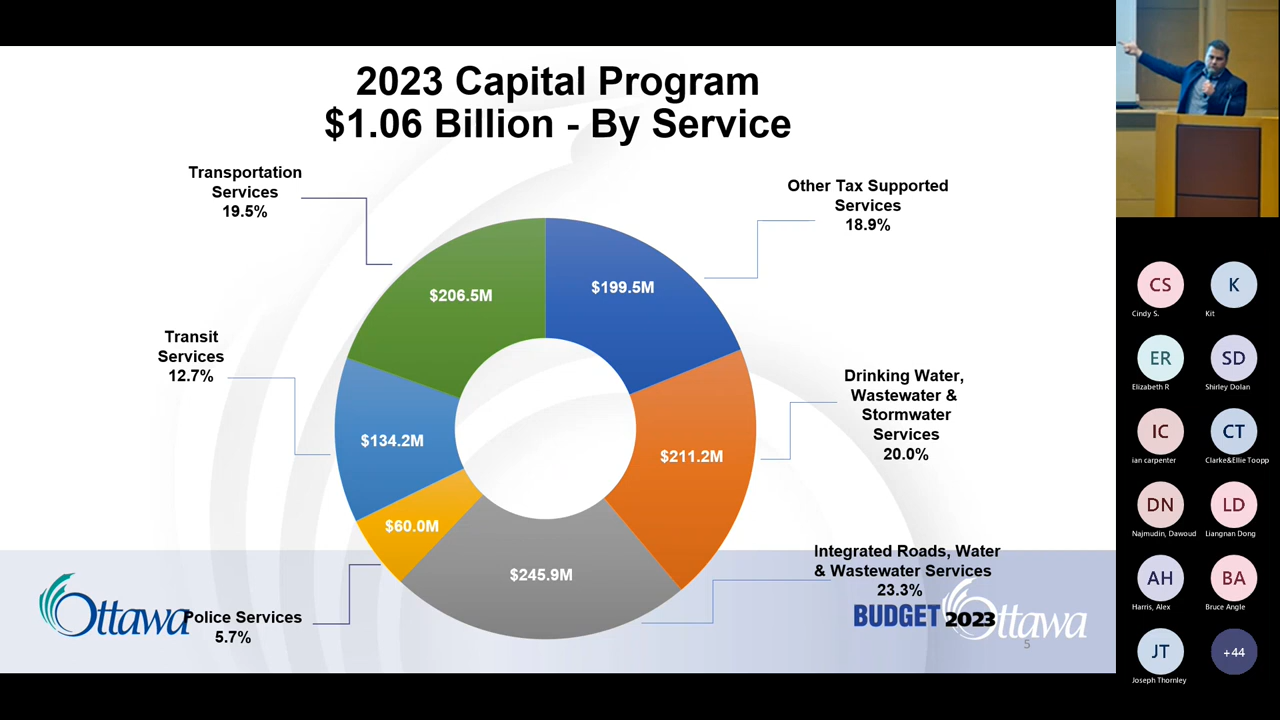 2023 Capital Program
$1.06 Billion - By Service
Transportation
Services
19.5%
Other Tax Supported
Services
18.9%
$206.5M
$199.5M
Transit
Services
12.7%
Drinking Water,
Wastewater &
Stormwater
Services
20.0%
$134.2M
$211.2M
$60.0M
$245.9M
Integrated Roads, Water
& Wastewater Services
23.3%
Police Services
5.7%
Ottawa
BUDGET 2023
Ottawa
5
CS
Cindy S.
K
Kit
ER
Elizabeth R
SD
Shirley Dolan
IC
ian carpenter
CT
Clarke&Ellie Toopp
DN
Najmudin, Dawoud
LD
Liangnan Dong
AH
Harris, Alex
BA
Bruce Angle
JT
Joseph Thornley
+44